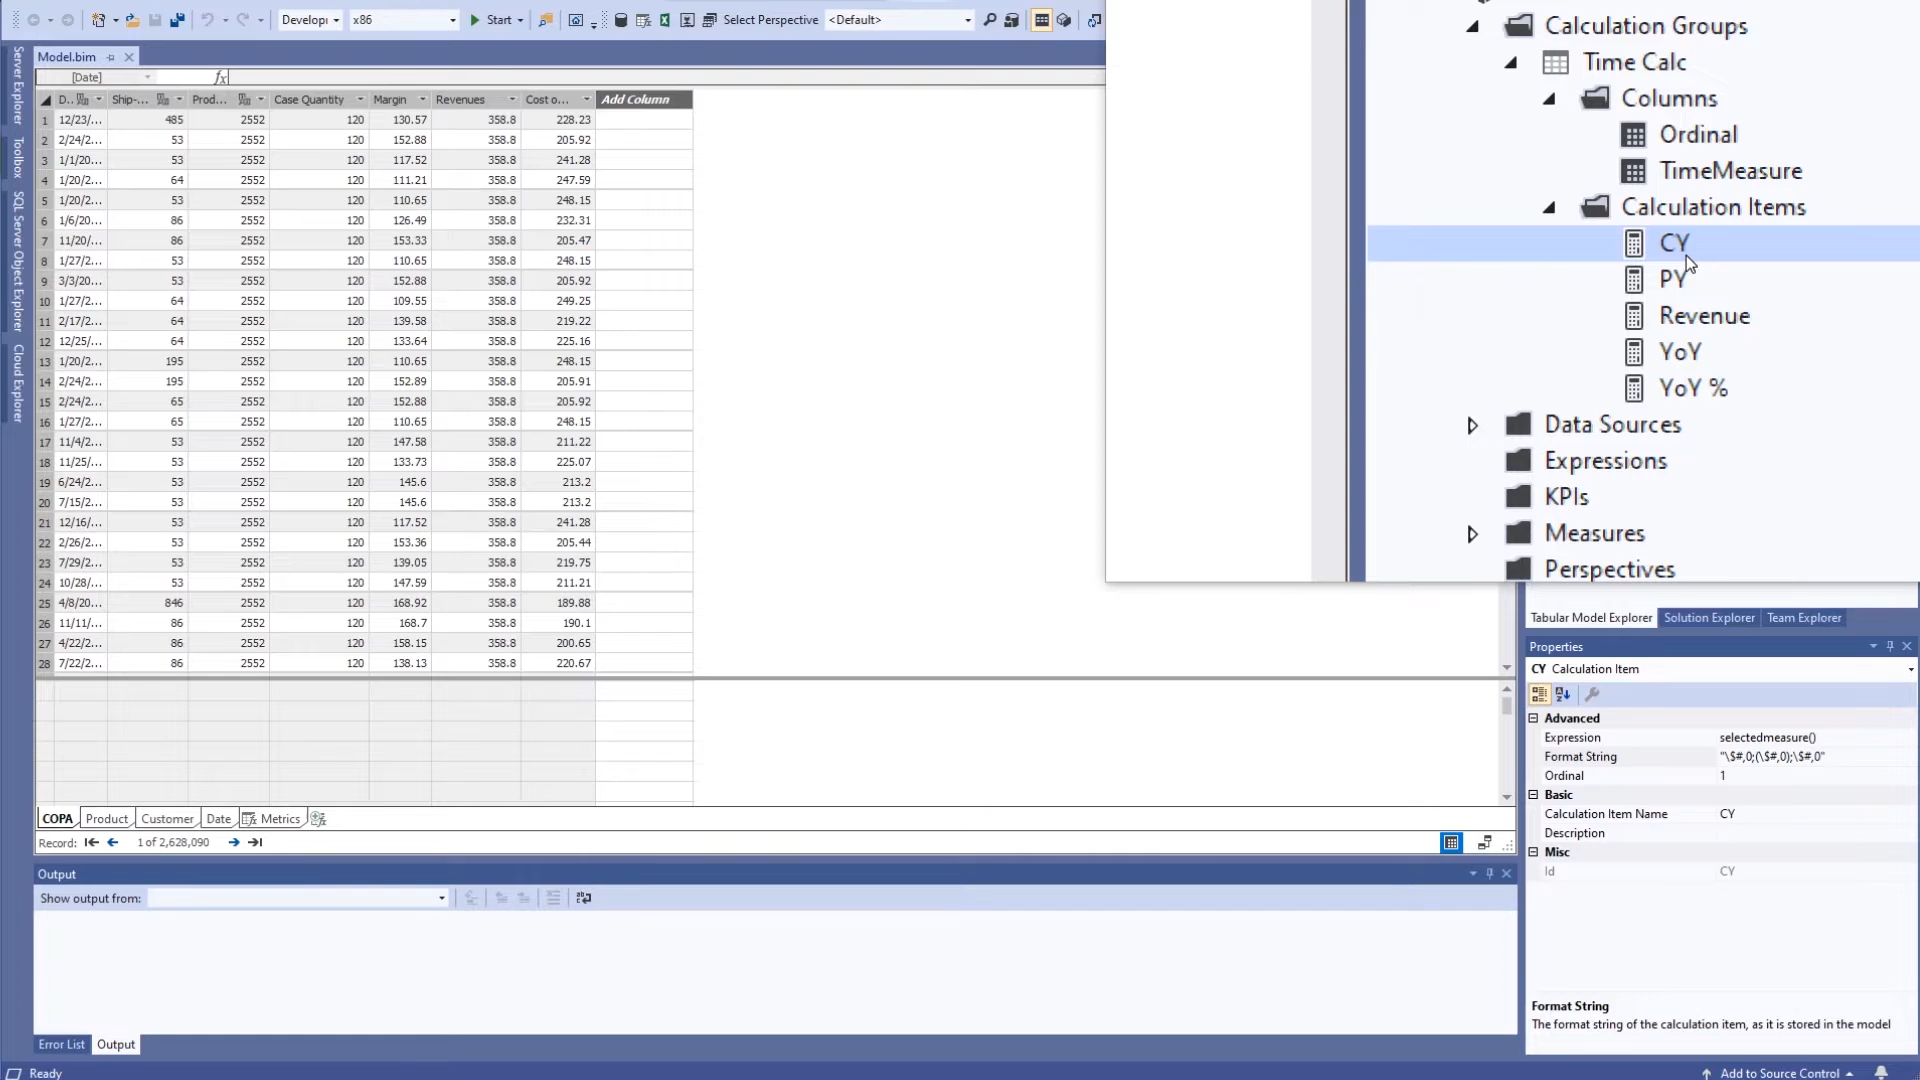 Developi x86 Start Select Perspective <Default>
Server Explorer
Toolbox
SQL Server Object Explorer
Cloud Explorer
Model.bim
[Date] fx
D... Ship-... Prod... Case Quantity Margin Revenues Cost o... Add Column
1 12/23/... 485 2552 120 130.57 358.8 228.23
2 2/24/2... 53 2552 120 152.88 358.8 205.92
3 1/1/20... 53 2552 120 117.52 358.8 241.28
4 1/20/2... 64 2552 120 111.21 358.8 247.59
5 1/20/2... 53 2552 120 110.65 358.8 248.15
6 1/6/20... 86 2552 120 126.49 358.8 232.31
7 11/20/... 86 2552 120 153.33 358.8 205.47
8 1/27/2... 53 2552 120 110.65 358.8 248.15
9 3/3/20... 53 2552 120 152.88 358.8 205.92
10 1/27/2... 64 2552 120 109.55 358.8 249.25
11 2/17/2... 64 2552 120 139.58 358.8 219.22
12 12/25/... 64 2552 120 133.64 358.8 225.16
13 1/20/2... 195 2552 120 110.65 358.8 248.15
14 2/24/2... 195 2552 120 152.89 358.8 205.91
15 2/24/2... 65 2552 120 152.88 358.8 205.92
16 1/27/2... 65 2552 120 110.65 358.8 248.15
17 11/4/2... 53 2552 120 147.58 358.8 211.22
18 11/25/... 53 2552 120 133.73 358.8 225.07
19 6/24/2... 53 2552 120 145.6 358.8 213.2
20 7/15/2... 53 2552 120 145.6 358.8 213.2
21 12/16/... 53 2552 120 117.52 358.8 241.28
22 2/26/2... 53 2552 120 153.36 358.8 205.44
23 7/29/2... 53 2552 120 139.05 358.8 219.75
24 10/28/... 53 2552 120 147.59 358.8 211.21
25 4/8/20... 846 2552 120 168.92 358.8 189.88
26 11/11/... 86 2552 120 168.7 358.8 190.1
27 4/22/2... 86 2552 120 158.15 358.8 200.65
28 7/22/2... 86 2552 120 138.13 358.8 220.67
COPA Product Customer Date Metrics
Record: 1 of 2,628,090
Output
Show output from:
Error List Output
Ready
Calculation Groups
Time Calc
Columns
Ordinal
TimeMeasure
Calculation Items
CY
PY
Revenue
YoY
YoY %
Data Sources
Expressions
KPIs
Measures
Perspectives
Tabular Model Explorer Solution Explorer Team Explorer
Properties
CY Calculation Item
Advanced
Expression selectedmeasure()
Format String "\$#,0;(\$#,0);\$#,0"
Ordinal 1
Basic
Calculation Item Name CY
Description
Misc
Id CY
Format String
The format string of the calculation item, as it is stored in the model
Add to Source Control